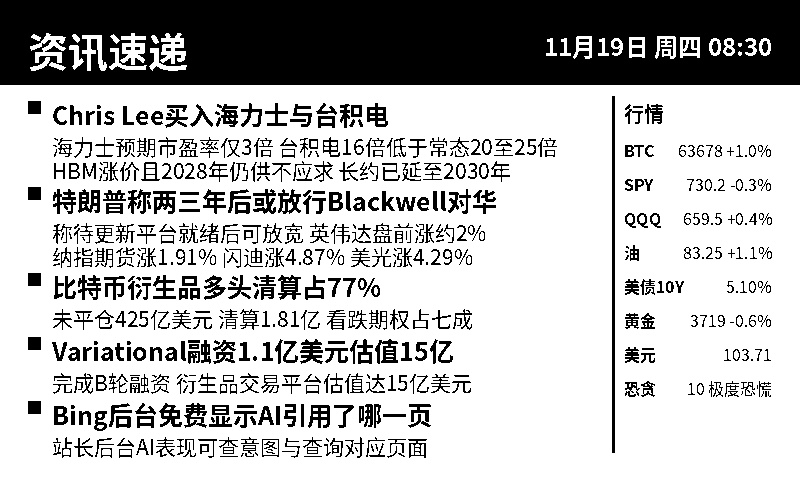 资讯速递
11月19日 周四 08:30
Chris Lee买入海力士与台积电
海力士预期市盈率仅3倍 台积电16倍低于常态20至25倍
HBM涨价且2028年仍供不应求 长约已延至2030年
特朗普称两三年后或放行Blackwell对华
称待更新平台就绪后可放宽 英伟达盘前涨约2%
纳指期货涨1.91% 闪迪涨4.87% 美光涨4.29%
比特币衍生品多头清算占77%
未平仓425亿美元 清算1.81亿 看跌期权占七成
Variational融资1.1亿美元估值15亿
完成B轮融资 衍生品交易平台估值达15亿美元
Bing后台免费显示AI引用了哪一页
站长后台AI表现可查意图与查询对应页面
行情
BTC 63678 +1.0%
SPY 730.2 -0.3%
QQQ 659.5 +0.4%
油 83.25 +1.1%
美债10Y 5.10%
黄金 3719 -0.6%
美元 103.71
恐贪 10 极度恐慌